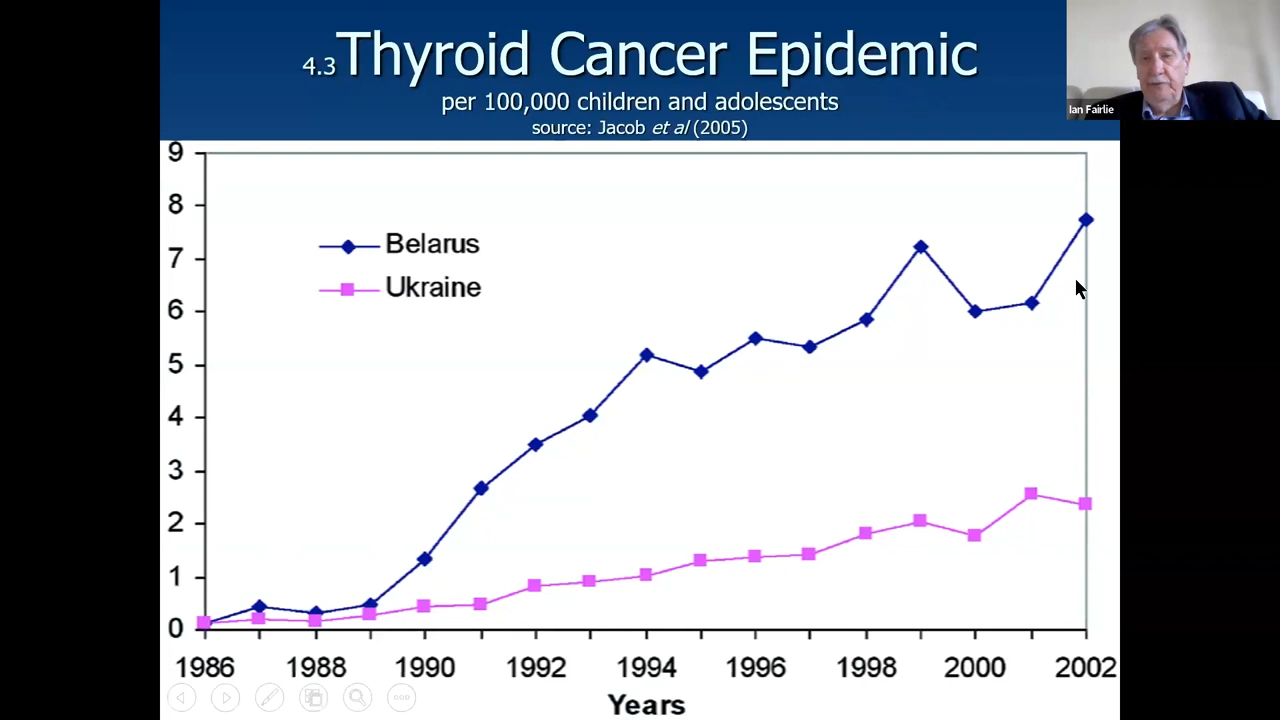 4.3Thyroid Cancer Epidemic
per 100,000 children and adolescents
source: Jacob et al (2005)
Ian Fairlie
9
8
7
6
5
4
3
2
1
0
Belarus
Ukraine
1986 1988 1990 1992 1994 1996 1998 2000 2002
Years